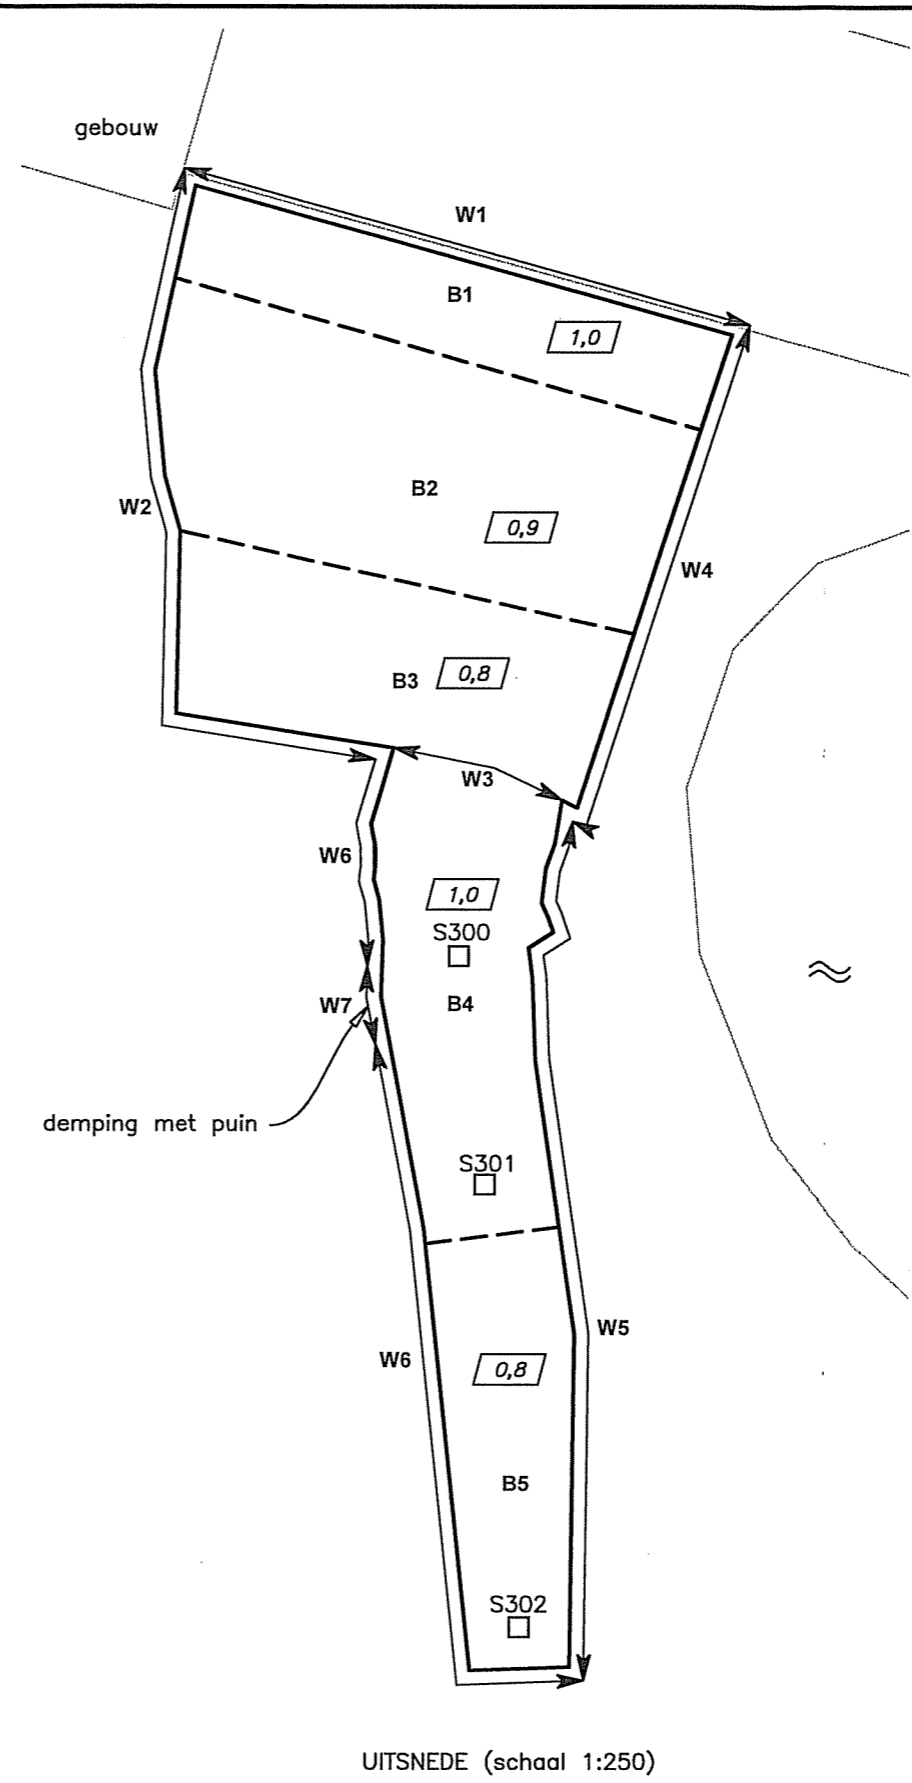 gebouw
W1
B1
1,0
B2
W2
0,9
W4
B3
0,8
W3
W6
1,0
S300
W7
B4
demping met puin
S301
W5
W6
0,8
B5
S302
UITSNEDE (schaal 1:250)